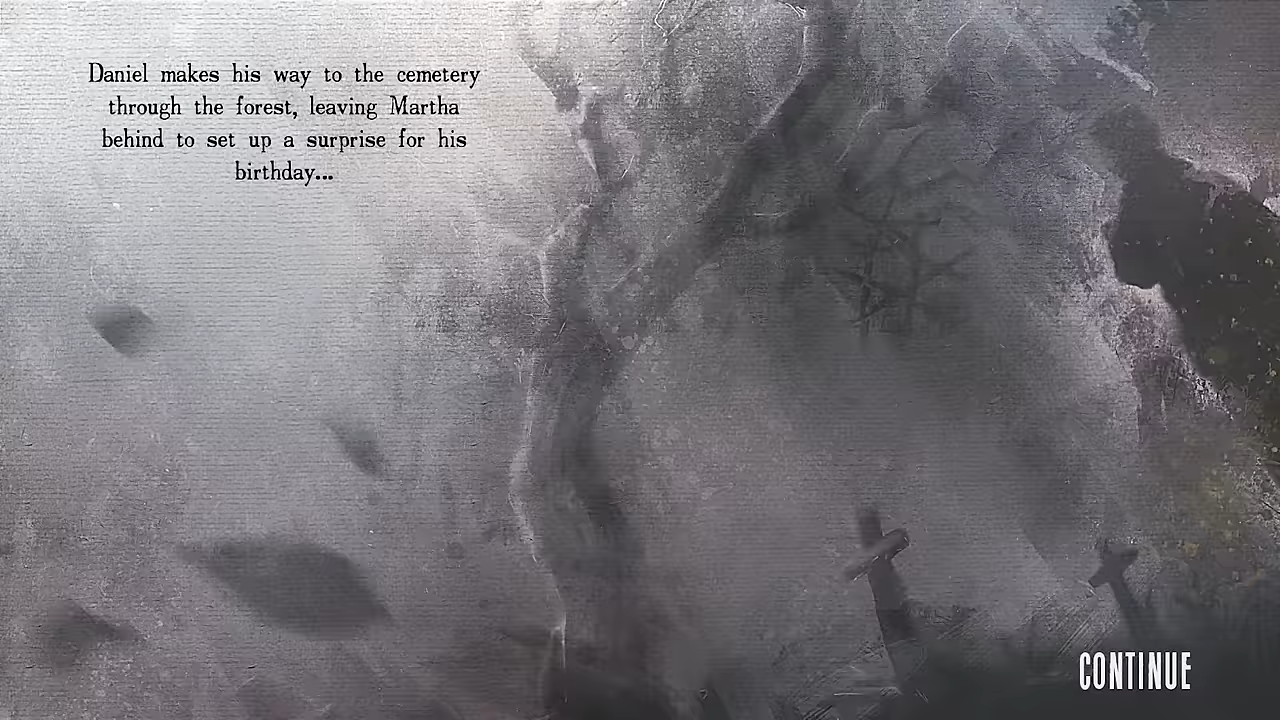 Daniel makes his way to the cemetery
through the forest, leaving Martha
behind to set up a surprise for his
birthday...
CONTINUE